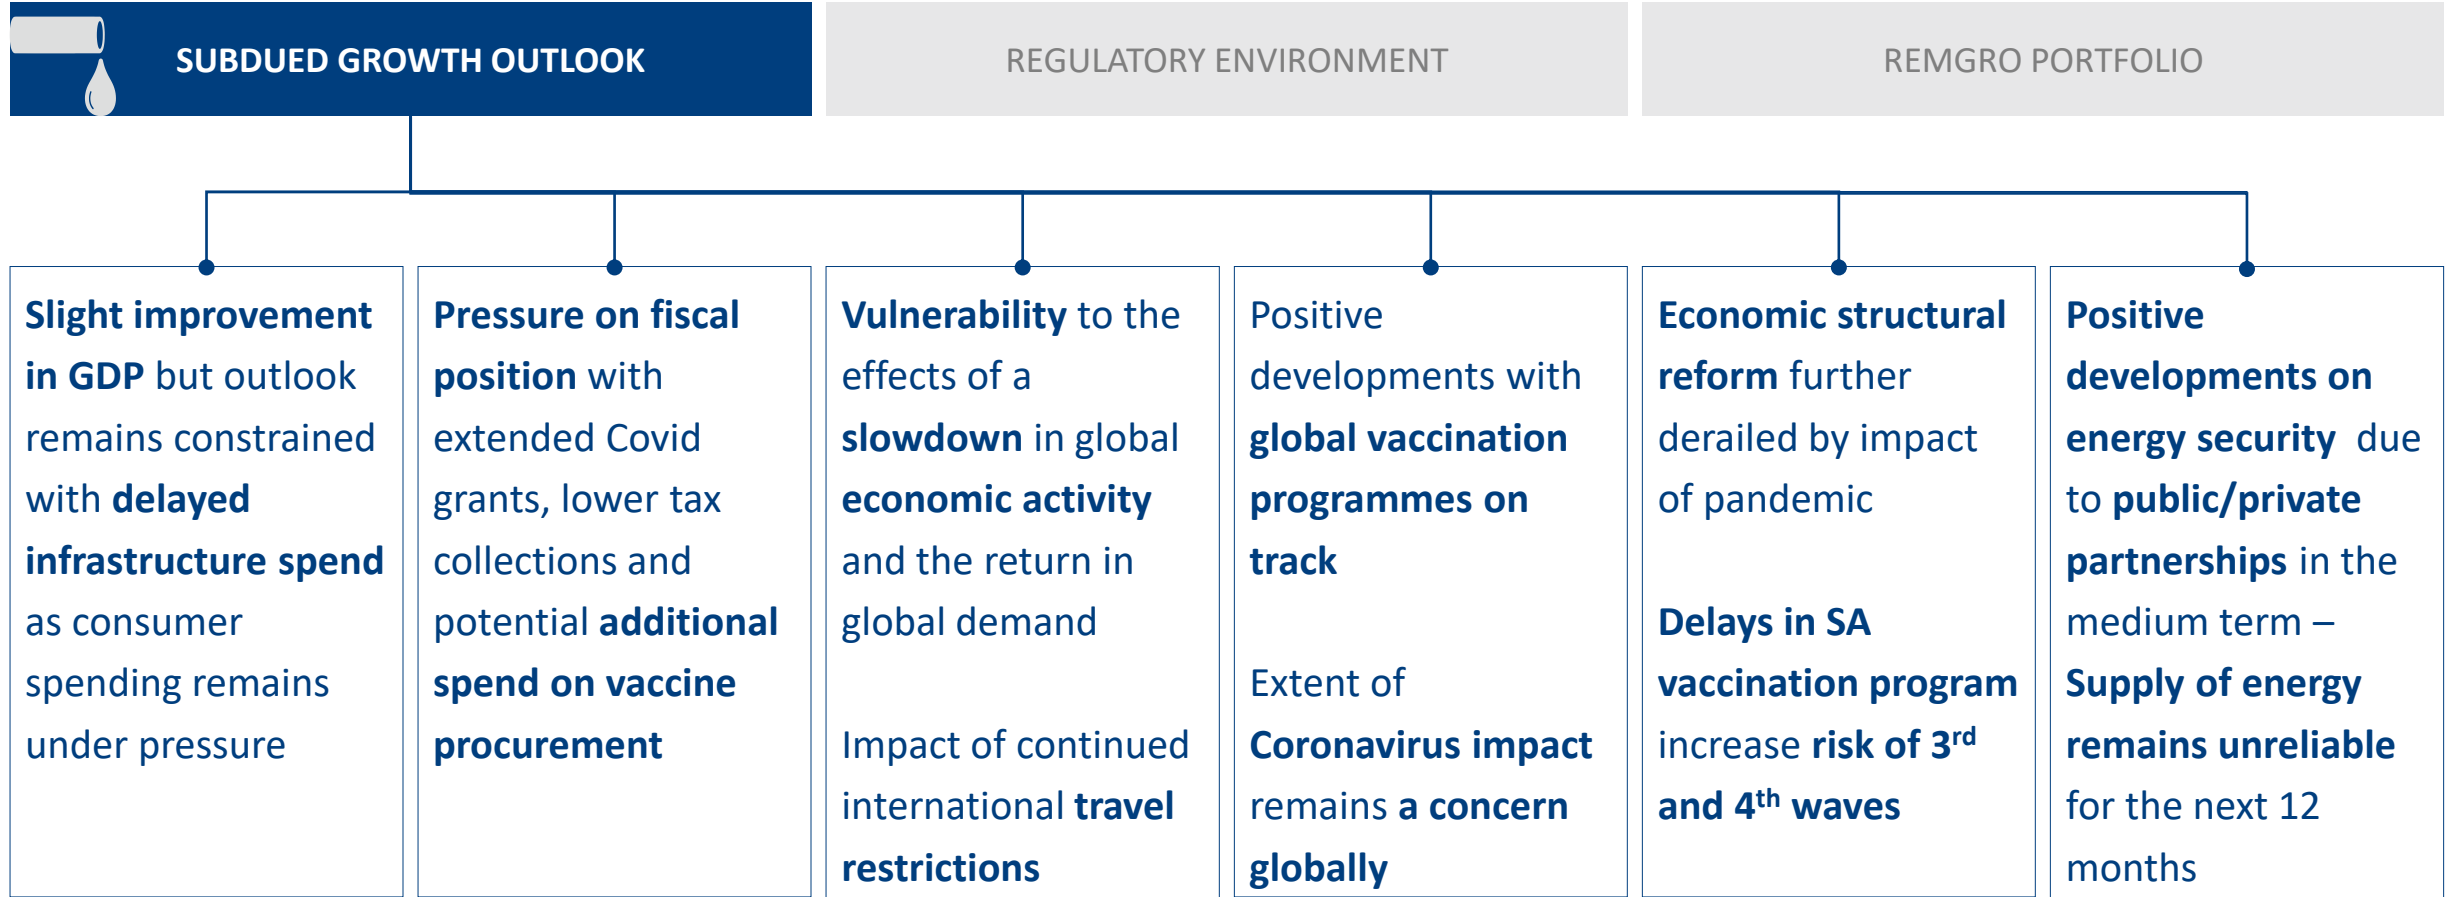 SUBDUED GROWTH OUTLOOK
REGULATORY ENVIRONMENT
REMGRO PORTFOLIO
Slight improvement
in GDP but outlook
remains constrained
with delayed
infrastructure spend
as consumer
spending remains
under pressure
Pressure on fiscal
position with
extended Covid
grants, lower tax
collections and
potential additional
spend on vaccine
procurement
Vulnerability to the
effects of a
slowdown in global
economic activity
and the return in
global demand
Impact of continued
international travel
restrictions
Positive
developments with
global vaccination
programmes on
track
Extent of
Coronavirus impact
remains a concern
globally
Economic structural
reform further
derailed by impact
of pandemic
Delays in SA
vaccination program
increase risk of 3rd
and 4th waves
Positive
developments on
energy security due
to public/private
partnerships in the
medium term –
Supply of energy
remains unreliable
for the next 12
months